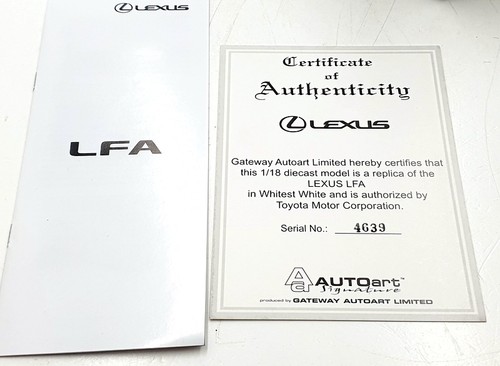 LEXUS
LFA
Certificate
of
Authenticity
LEXUS
Gateway Autoart Limited hereby certifies that
this 1/18 diecast model is a replica of the
LEXUS LFA
in Whitest White and is authorized by
Toyota Motor Corporation.
Serial No.: 4639
Aa AUTOart™
Signature
produced by GATEWAY AUTOART LIMITED